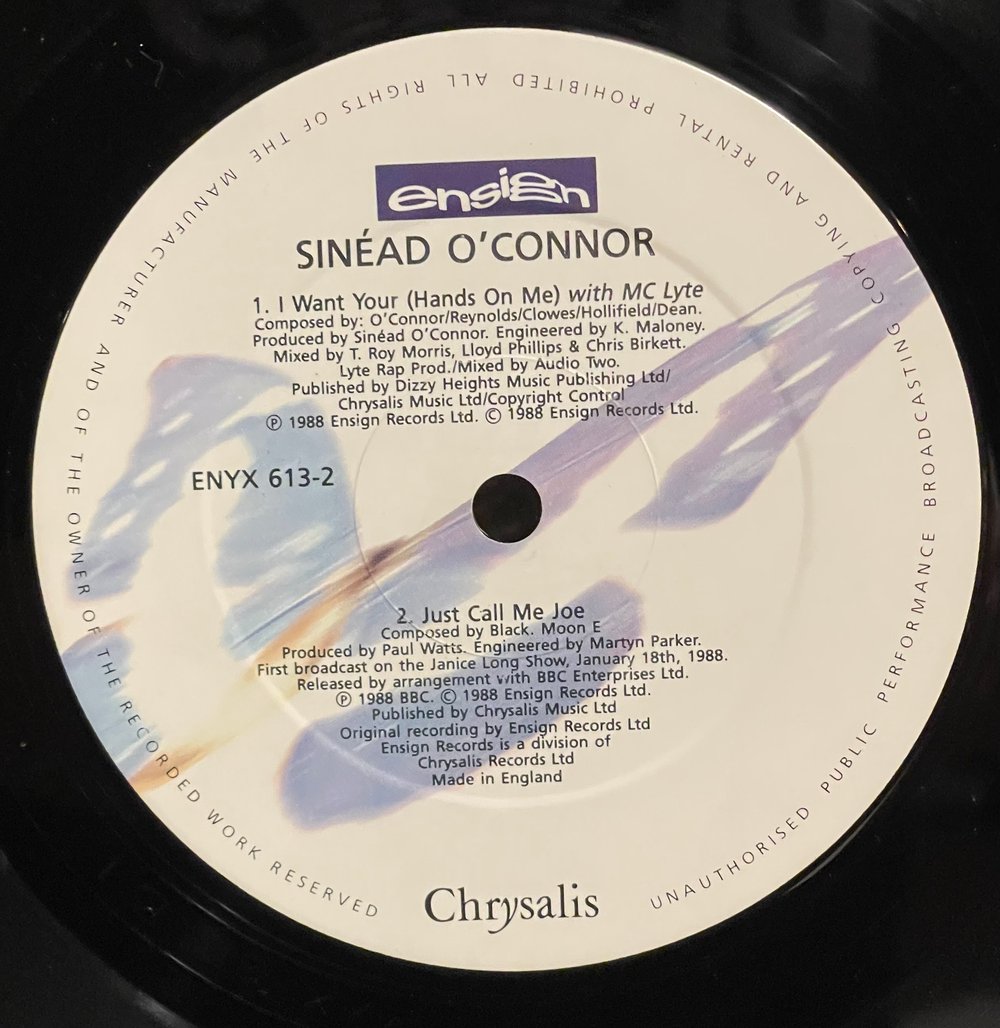 ensign
SINÉAD O'CONNOR
1. I Want Your (Hands On Me) with MC Lyte
Composed by: O'Connor/Reynolds/Clowes/Hollifield/Dean.
Produced by Sinéad O'Connor. Engineered by K. Maloney.
Mixed by T. Roy Morris, Lloyd Phillips & Chris Birkett.
Lyte Rap Prod./Mixed by Audio Two.
Published by Dizzy Heights Music Publishing Ltd/
Chrysalis Music Ltd/Copyright Control
℗ 1988 Ensign Records Ltd. © 1988 Ensign Records Ltd.
ENYX 613-2
2. Just Call Me Joe
Composed by Black. Moon E
Produced by Paul Watts. Engineered by Martyn Parker.
First broadcast on the Janice Long Show, January 18th, 1988.
Released by arrangement with BBC Enterprises Ltd.
℗ 1988 BBC. © 1988 Ensign Records Ltd.
Published by Chrysalis Music Ltd
Original recording by Ensign Records Ltd
Ensign Records is a division of
Chrysalis Records Ltd
Made in England
Chrysalis
UNAUTHORISED PUBLIC PERFORMANCE BROADCASTING COPYING AND RENTAL PROHIBITED ALL RIGHTS OF THE MANUFACTURER AND OF THE OWNER OF THE RECORDED WORK RESERVED